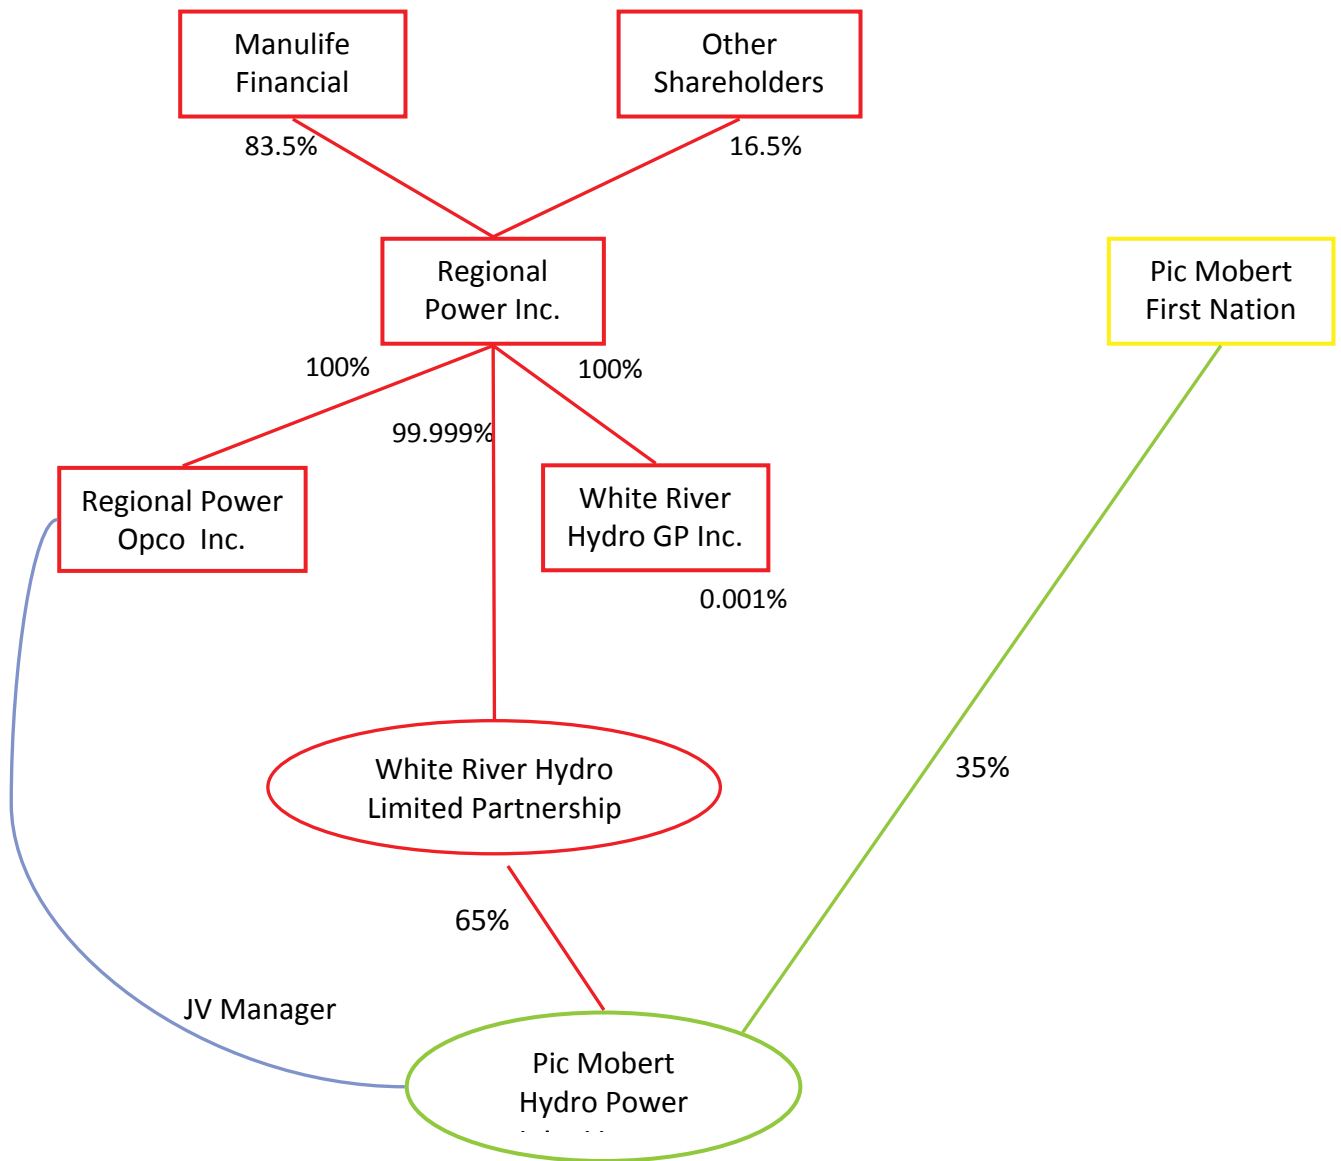 Manulife
Financial
Other
Shareholders
83.5%
16.5%
Regional
Power Inc.
Pic Mobert
First Nation
100%
100%
99.999%
Regional Power
Opco Inc.
White River
Hydro GP Inc.
0.001%
White River Hydro
Limited Partnership
35%
65%
JV Manager
Pic Mobert
Hydro Power